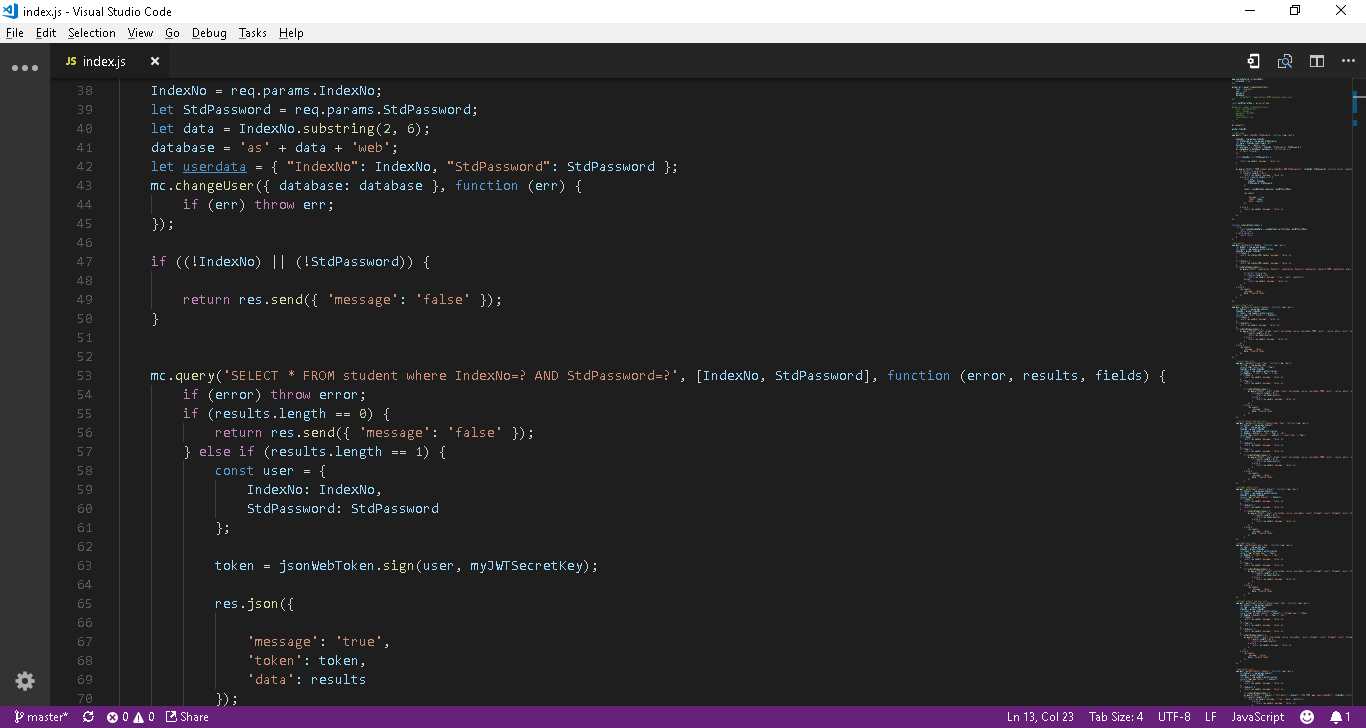 index.js - Visual Studio Code
File Edit Selection View Go Debug Tasks Help
JS index.js
38 IndexNo = req.params.IndexNo;
39 let StdPassword = req.params.StdPassword;
40 let data = IndexNo.substring(2, 6);
41 database = 'as' + data + 'web';
42 let userdata = { "IndexNo": IndexNo, "StdPassword": StdPassword };
43 mc.changeUser({ database: database }, function (err) {
44 if (err) throw err;
45 });
46
47 if ((!IndexNo) || (!StdPassword)) {
48
49 return res.send({ 'message': 'false' });
50 }
51
52
53 mc.query('SELECT * FROM student where IndexNo=? AND StdPassword=?', [IndexNo, StdPassword], function (error, results, fields) {
54 if (error) throw error;
55 if (results.length == 0) {
56 return res.send({ 'message': 'false' });
57 } else if (results.length == 1) {
58 const user = {
59 IndexNo: IndexNo,
60 StdPassword: StdPassword
61 };
62
63 token = jsonWebToken.sign(user, myJWTSecretKey);
64
65 res.json({
66
67 'message': 'true',
68 'token': token,
69 'data': results
70 });
master* 0 0 Share Ln 13, Col 23 Tab Size: 4 UTF-8 LF JavaScript 1